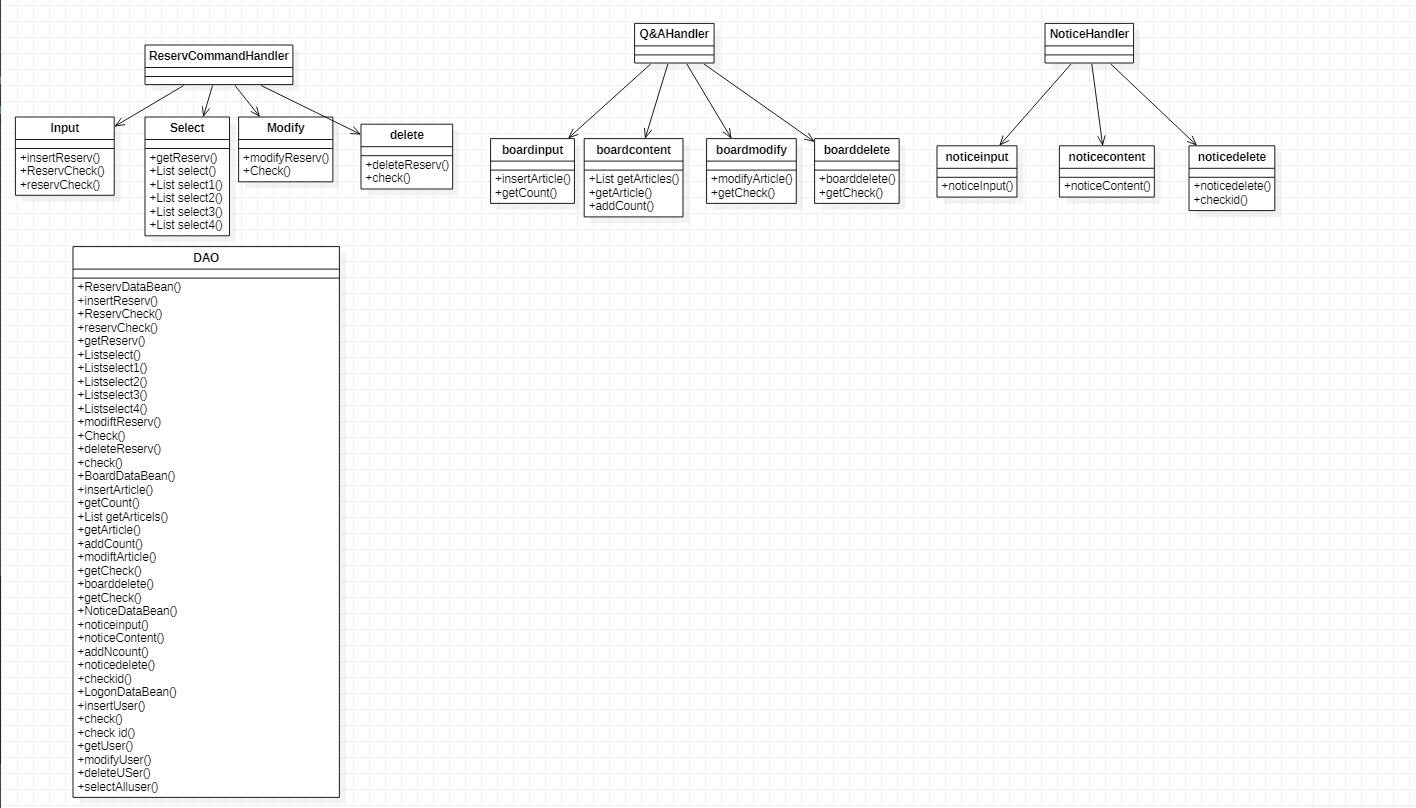 ReservCommandHandler
Input
+insertReserv()
+ReservCheck()
+reservCheck()
Select
+getReserv()
+List select()
+List select1()
+List select2()
+List select3()
+List select4()
Modify
+modifyReserv()
+Check()
delete
+deleteReserv()
+check()
Q&AHandler
boardinput
+insertArticle()
+getCount()
boardcontent
+List getArticles()
+getArticle()
+addCount()
boardmodify
+modifyArticle()
+getCheck()
boarddelete
+boarddelete()
+getCheck()
NoticeHandler
noticeinput
+noticeInput()
noticecontent
+noticeContent()
noticedelete
+noticedelete()
+checkid()
DAO
+ReservDataBean()
+insertReserv()
+ReservCheck()
+reservCheck()
+getReserv()
+Listselect()
+Listselect1()
+Listselect2()
+Listselect3()
+Listselect4()
+modiftReserv()
+Check()
+deleteReserv()
+check()
+BoardDataBean()
+insertArticle()
+getCount()
+List getArticels()
+getArticle()
+addCount()
+modiftArticle()
+getCheck()
+boarddelete()
+getCheck()
+NoticeDataBean()
+noticeinput()
+noticeContent()
+addNcount()
+noticedelete()
+checkid()
+LogonDataBean()
+insertUser()
+check()
+check id()
+getUser()
+modifyUser()
+deleteUSer()
+selectAlluser()